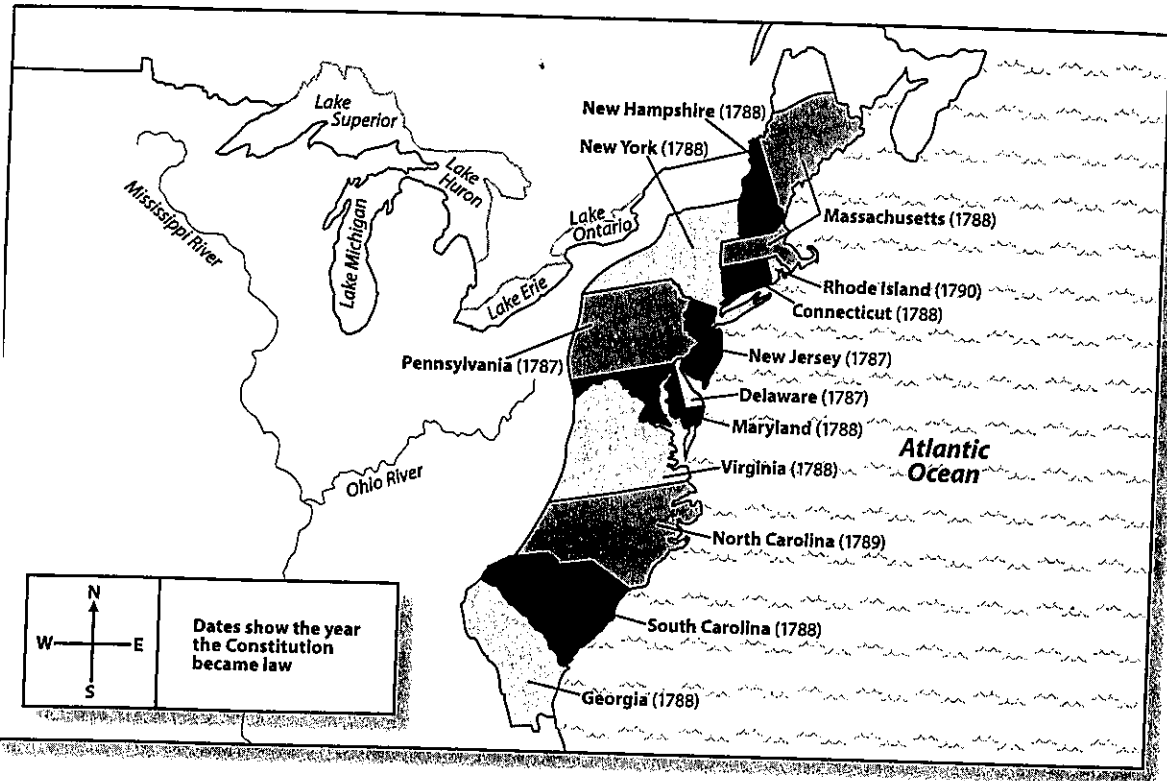 Lake
Superior
New Hampshire (1788)
New York (1788)
Lake
Huron
Mississippi River
Lake Michigan
Lake
Ontario
Massachusetts (1788)
Lake Erie
Rhode Island (1790)
Connecticut (1788)
Pennsylvania (1787)
New Jersey (1787)
Delaware (1787)
Maryland (1788)
Atlantic
Ocean
Virginia (1788)
Ohio River
North Carolina (1789)
N
W
E
S
Dates show the year
the Constitution
became law
South Carolina (1788)
Georgia (1788)